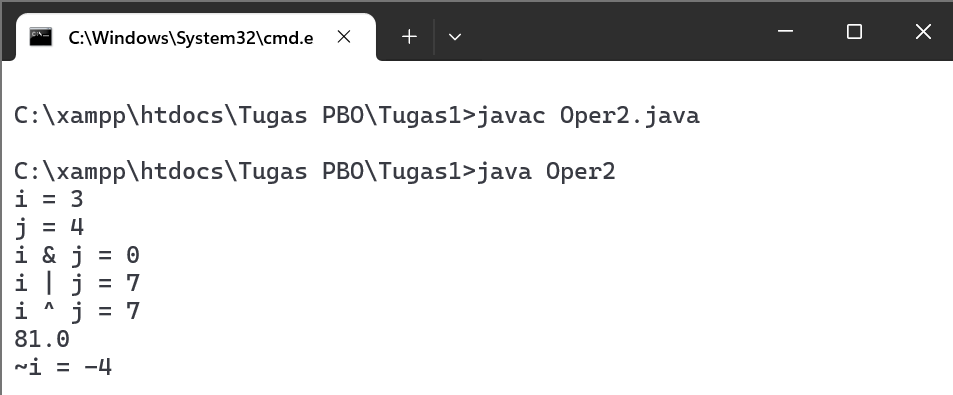 C:\Windows\System32\cmd.e
C:\xampp\htdocs\Tugas PBO\Tugas1>javac Oper2.java
C:\xampp\htdocs\Tugas PBO\Tugas1>java Oper2
i = 3
j = 4
i & j = 0
i | j = 7
i ^ j = 7
81.0
~i = -4